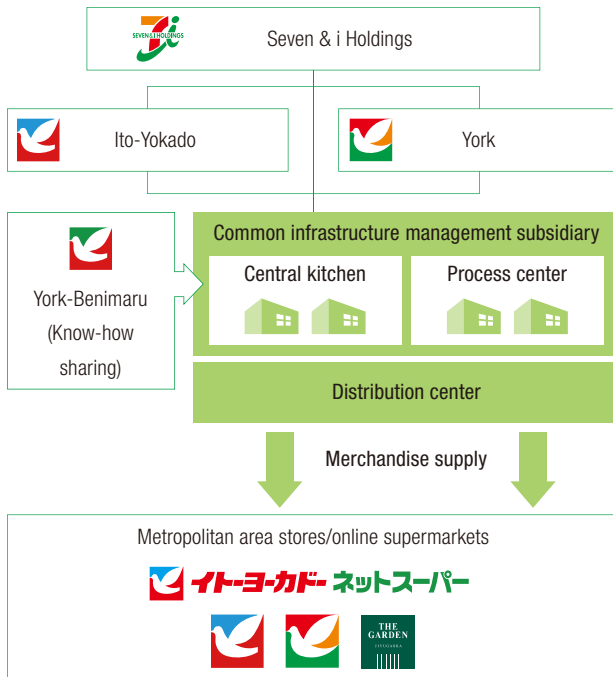 SEVEN & I HOLDINGS
Seven & i Holdings
Ito-Yokado
York
York-Benimaru
(Know-how
sharing)
Common infrastructure management subsidiary
Central kitchen
Process center
Distribution center
Merchandise supply
Metropolitan area stores/online supermarkets
イトーヨーカドー ネットスーパー
THE
GARDEN
JIYUGAOKA